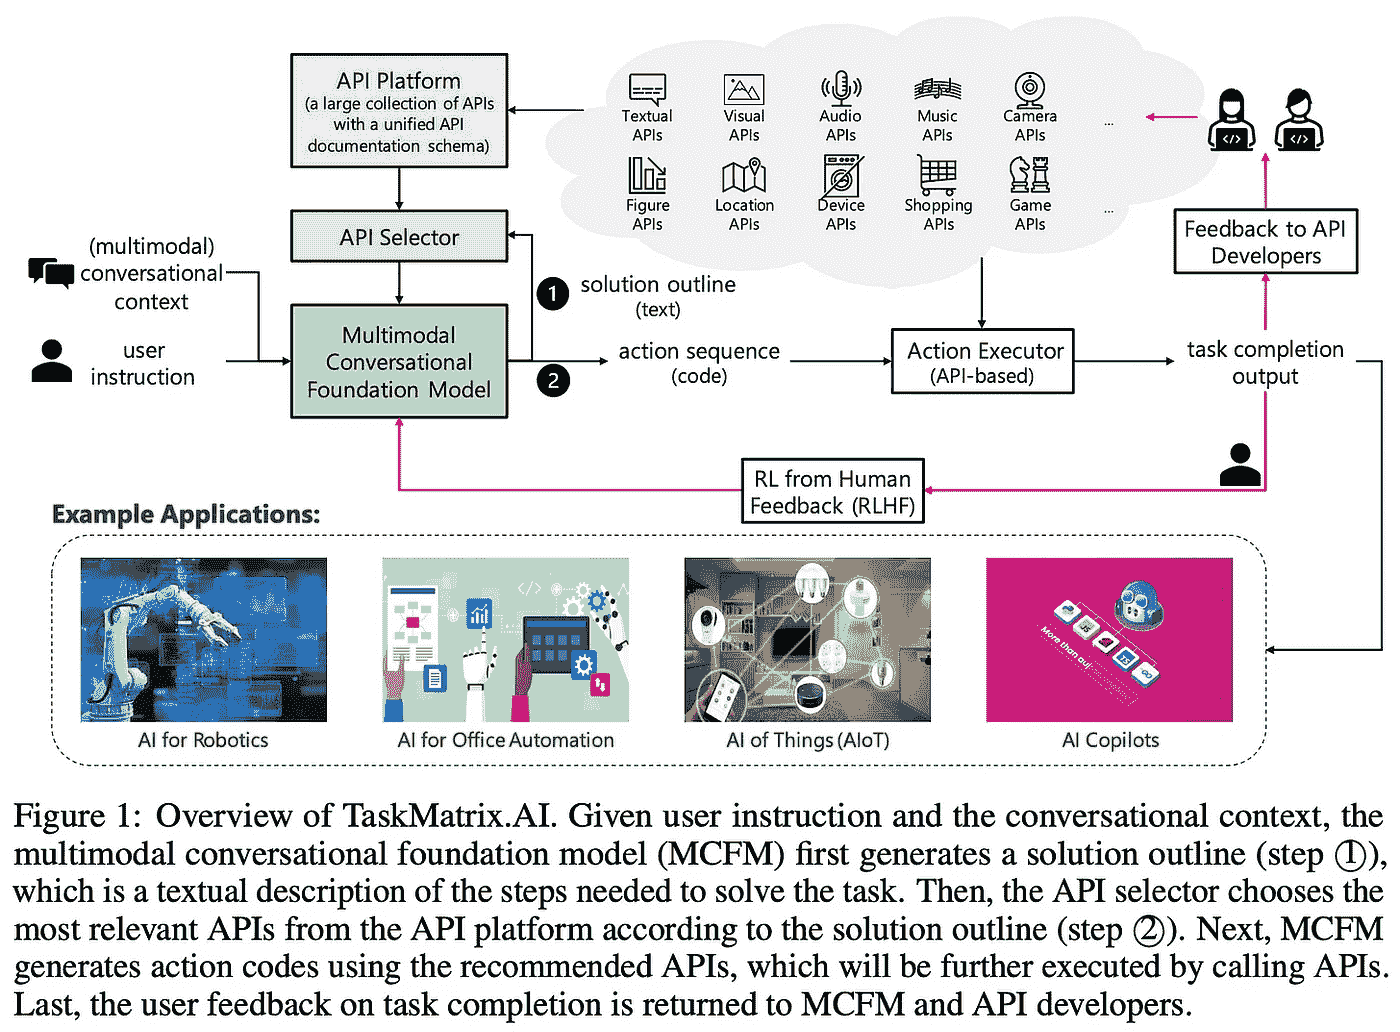 API Platform
(a large collection of APIs
with a unified API
documentation schema)
Textual
APIs
Visual
APIs
Audio
APIs
Music
APIs
Camera
APIs
...
Figure
APIs
Location
APIs
Device
APIs
Shopping
APIs
Game
APIs
...
API Selector
Feedback to API
Developers
(multimodal)
conversational
context
1
solution outline
(text)
user
instruction
Multimodal
Conversational
Foundation Model
2
action sequence
(code)
Action Executor
(API-based)
task completion
output
RL from Human
Feedback (RLHF)
Example Applications:
</>
JS
More than
AI for Robotics
AI for Office Automation
AI of Things (AIoT)
AI Copilots
Figure 1: Overview of TaskMatrix.AI. Given user instruction and the conversational context, the
multimodal conversational foundation model (MCFM) first generates a solution outline (step ①),
which is a textual description of the steps needed to solve the task. Then, the API selector chooses the
most relevant APIs from the API platform according to the solution outline (step ②). Next, MCFM
generates action codes using the recommended APIs, which will be further executed by calling APIs.
Last, the user feedback on task completion is returned to MCFM and API developers.